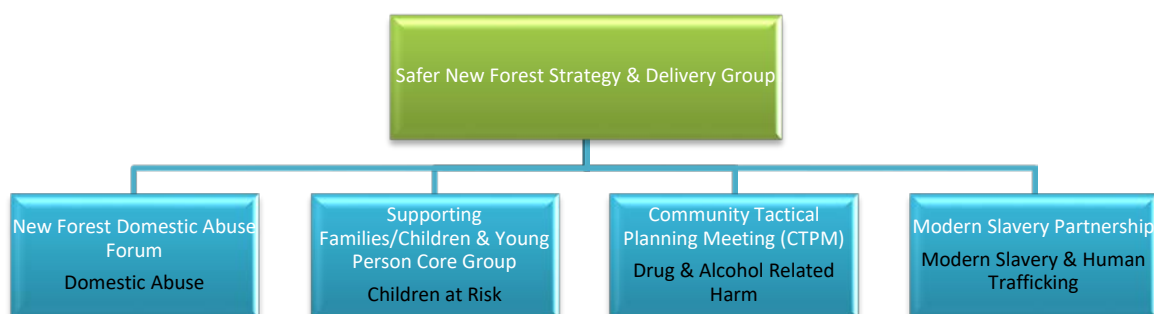 Safer New Forest Strategy & Delivery Group
New Forest Domestic Abuse
Forum
Domestic Abuse
Supporting
Families/Children & Young
Person Core Group
Children at Risk
Community Tactical
Planning Meeting (CTPM)
Drug & Alcohol Related
Harm
Modern Slavery Partnership
Modern Slavery & Human
Trafficking